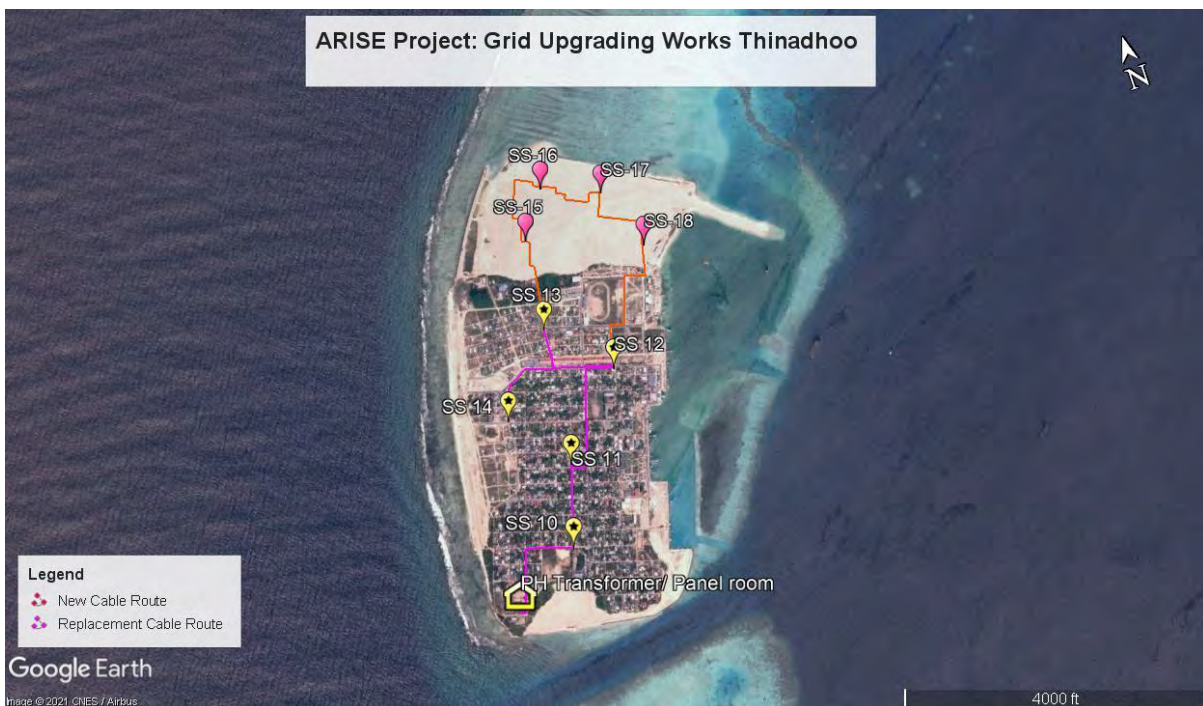 ARISE Project: Grid Upgrading Works Thinadhoo
N
SS-16
SS-17
SS-15
SS-18
SS 13
SS 12
SS 14
SS 11
SS 10
PH Transformer/ Panel room
Legend
New Cable Route
Replacement Cable Route
Google Earth
Image © 2021 CNES / Airbus
4000 ft